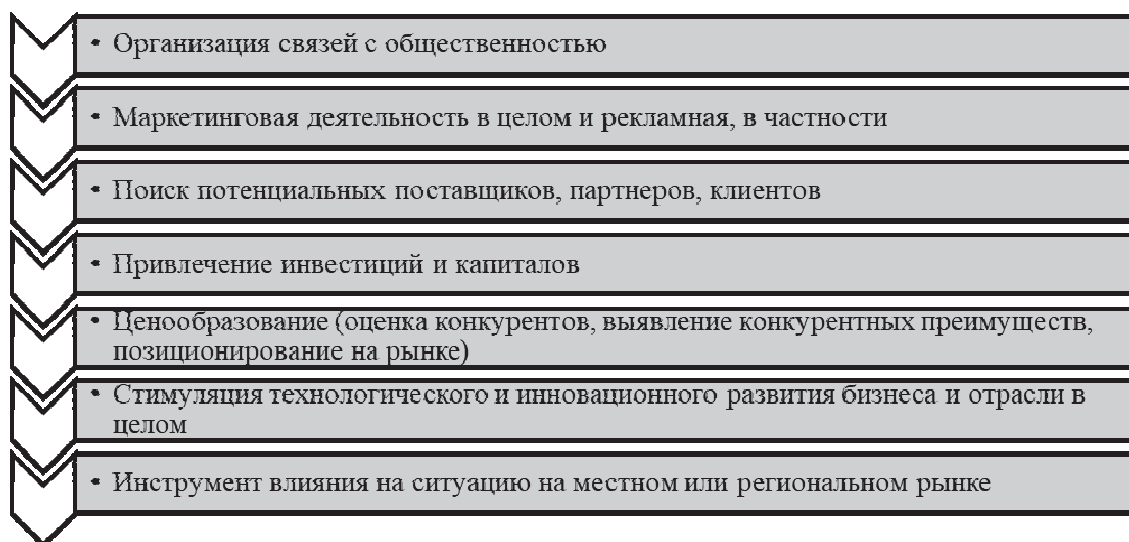 • Организация связей с общественностью
• Маркетинговая деятельность в целом и рекламная, в частности
• Поиск потенциальных поставщиков, партнеров, клиентов
• Привлечение инвестиций и капиталов
• Ценообразование (оценка конкурентов, выявление конкурентных преимуществ,
позиционирование на рынке)
• Стимуляция технологического и инновационного развития бизнеса и отрасли в
целом
• Инструмент влияния на ситуацию на местном или региональном рынке